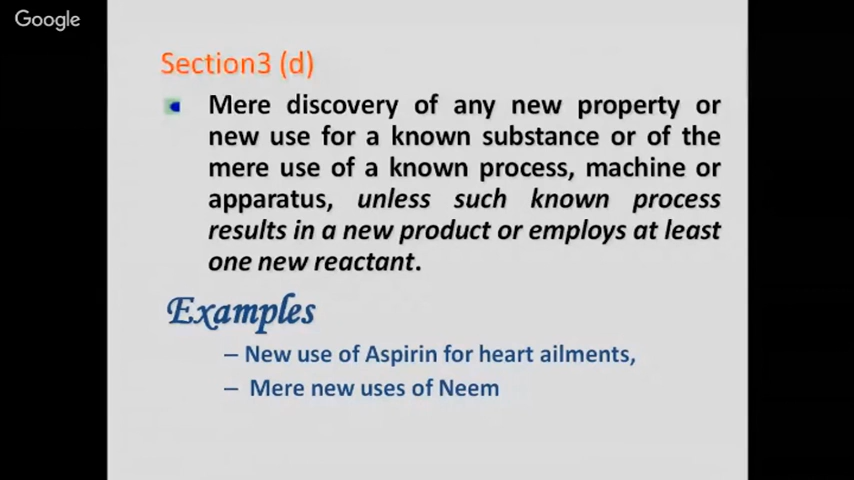 Google
Section3 (d)
Mere discovery of any new property or
new use for a known substance or of the
mere use of a known process, machine or
apparatus, unless such known process
results in a new product or employs at least
one new reactant.
Examples
– New use of Aspirin for heart ailments,
– Mere new uses of Neem